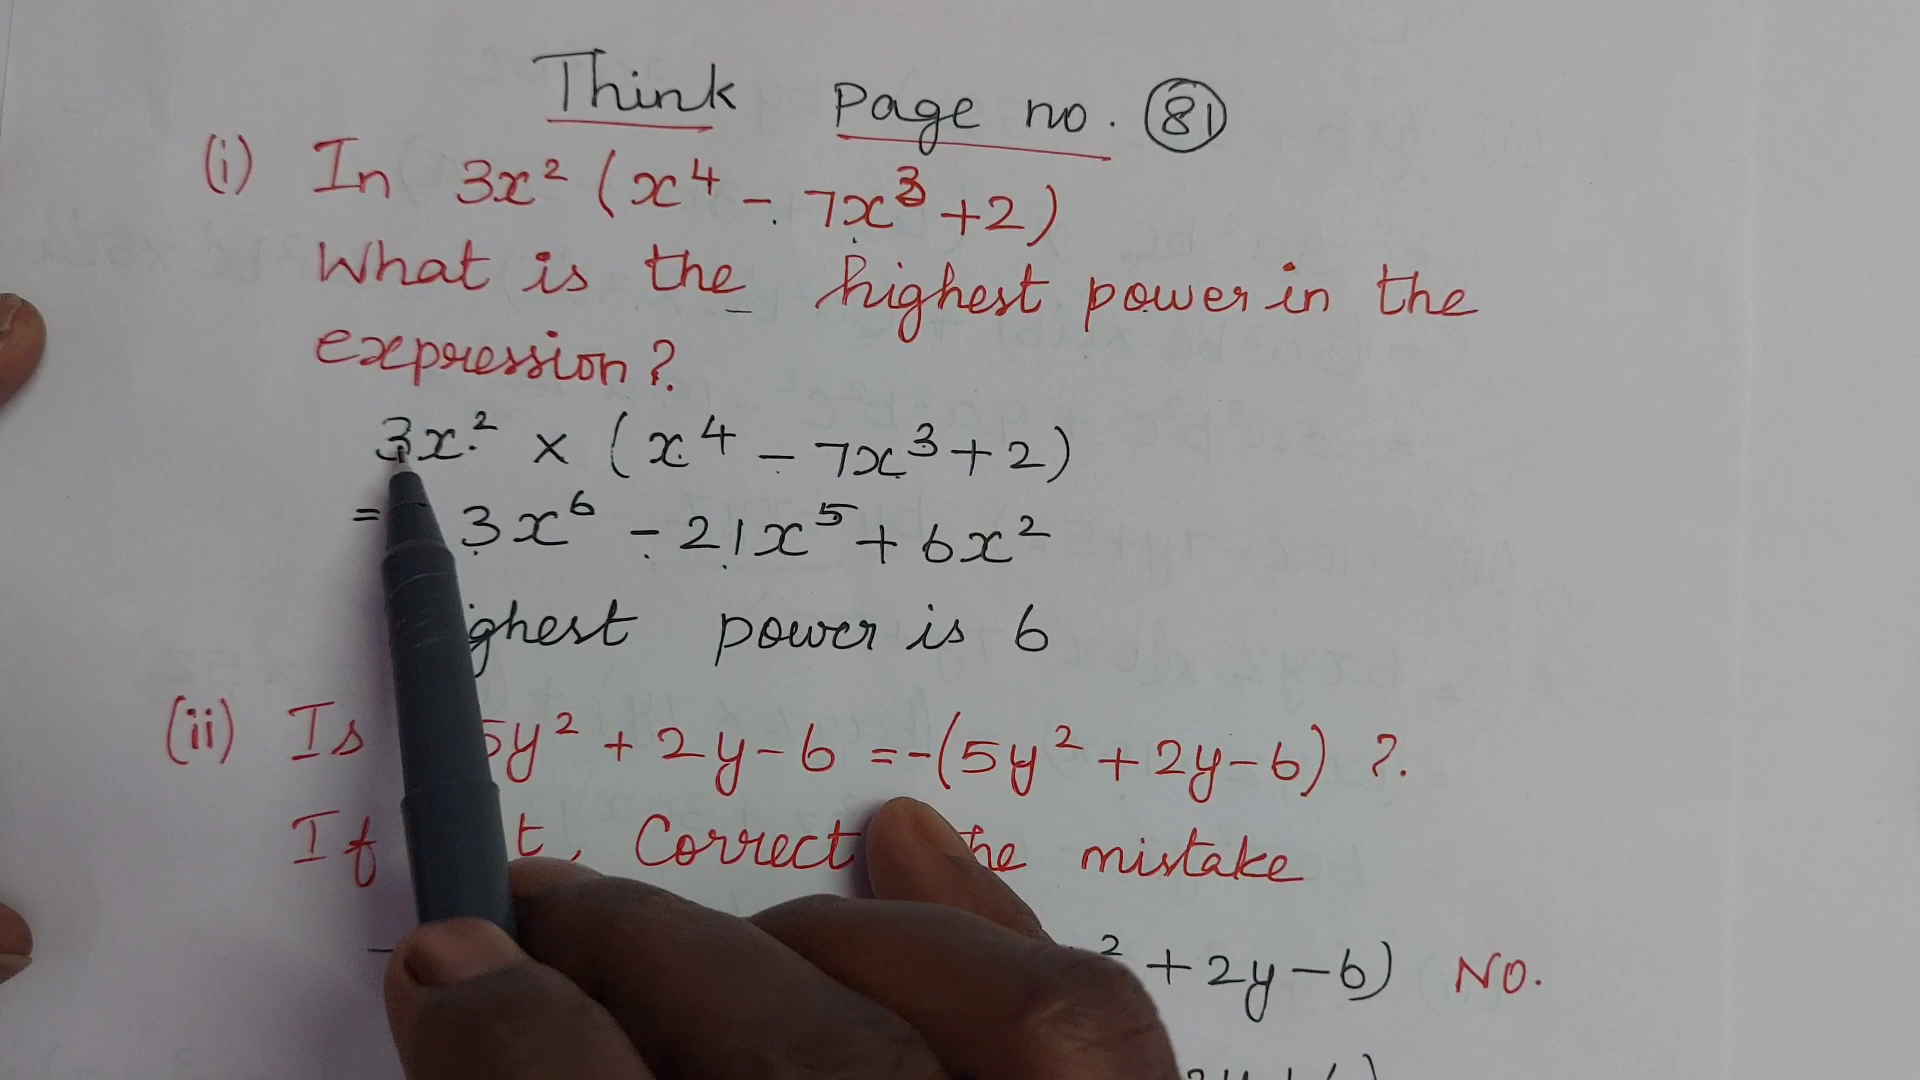 Think Page no. 81
(i) In 3x² (x⁴ - 7x³ +2)
What is the highest power in the
expression?
3x² × (x⁴ - 7x³ + 2)
= 3x⁶ - 21x⁵ + 6x²
ghest power is 6
(ii) Is 5y² + 2y - 6 = -(5y² + 2y - 6) ?.
If t, Correct he mistake
² + 2y - 6) NO.